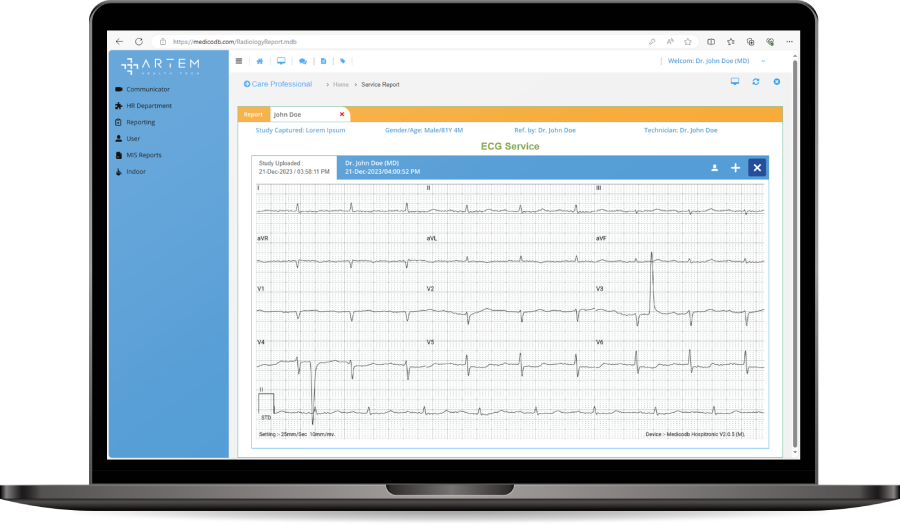 https://medicodb.com/RadiologyReport.mdb
ARTEM
HEALTH TECH
Welcome: Dr. John Doe (MD)
Communicator
HR Department
Reporting
User
MIS Reports
Indoor
Care Professional
Home
Service Report
Report
John Doe
Study Captured: Lorem Ipsum
Gender/Age: Male/81Y 4M
Ref. by: Dr. John Doe
Technician: Dr. John Doe
ECG Service
Study Uploaded :
21-Dec-2023 / 03:58:11 PM
Dr. John Doe (MD)
21-Dec-2023/04:00:52 PM
I
II
III
aVR
aVL
aVF
V1
V2
V3
V4
V5
V6
II
STD
Setting :- 25mm/Sec 10mm/mv.
Device :- Medicodb Hospitronic V2.0.5 (M).